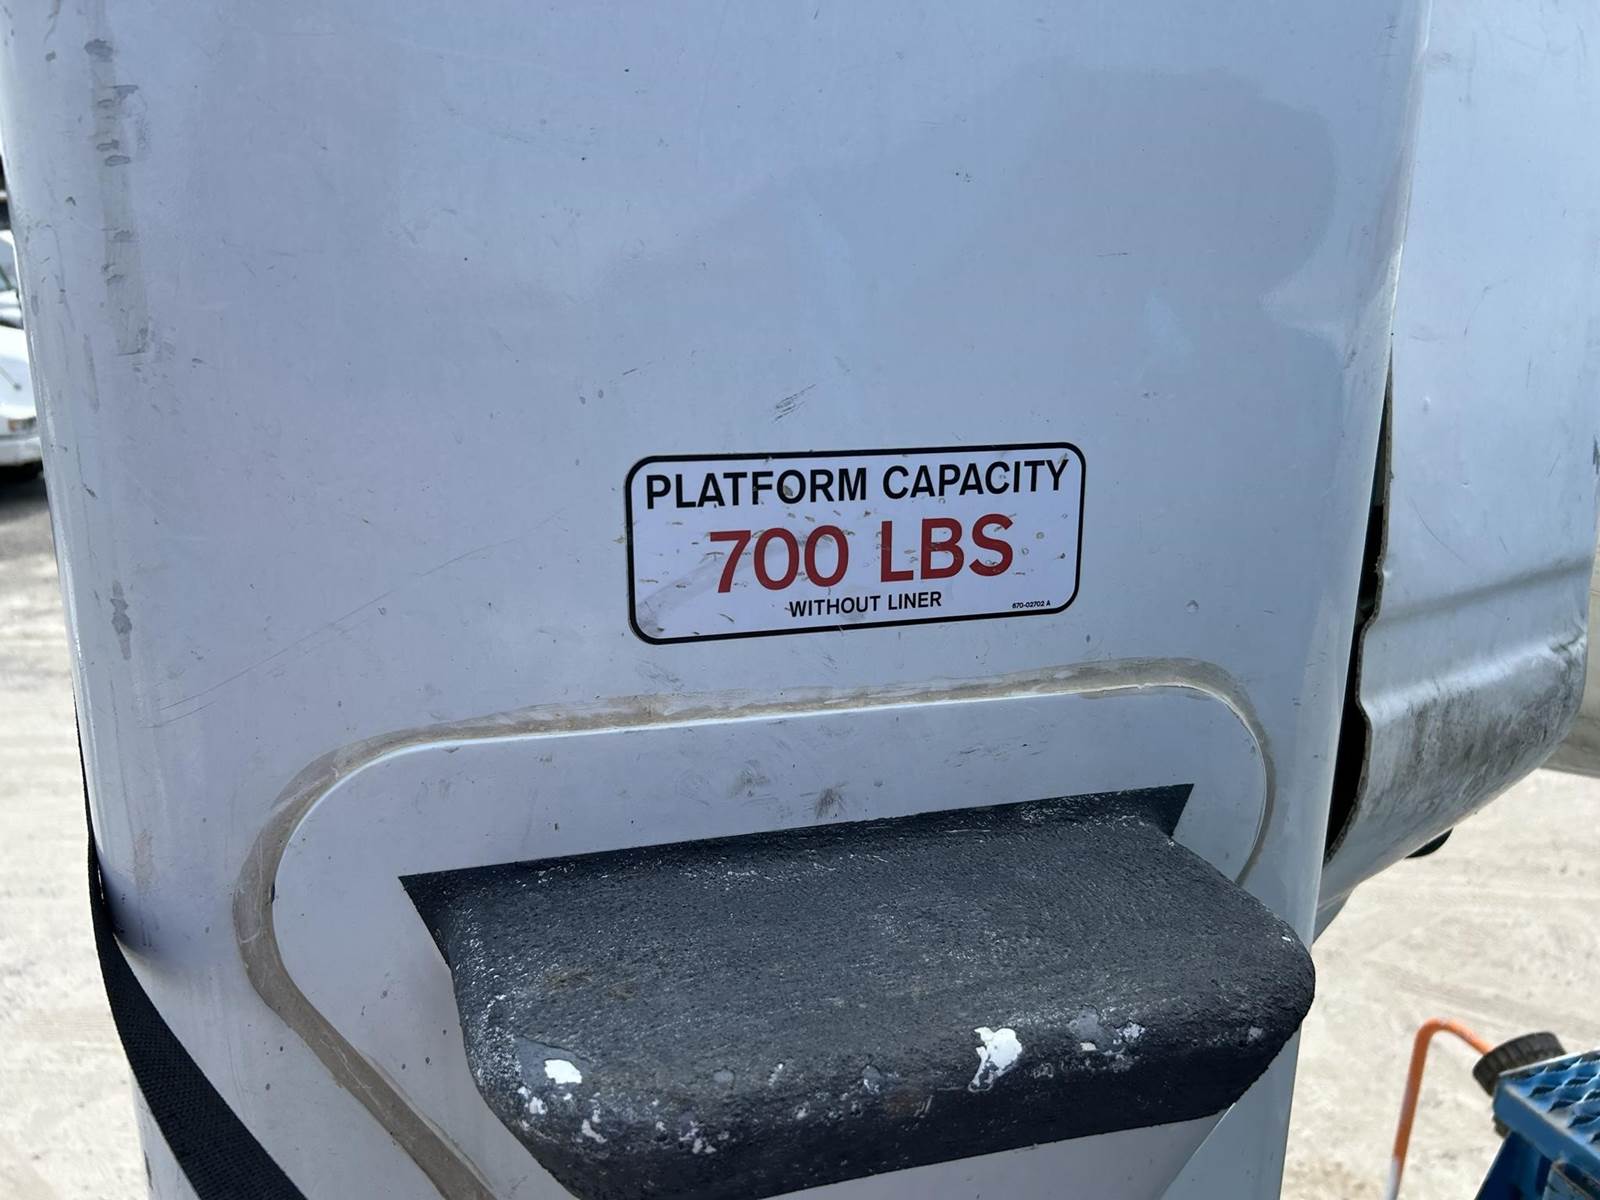 PLATFORM CAPACITY
700 LBS
WITHOUT LINER
670-02702 A